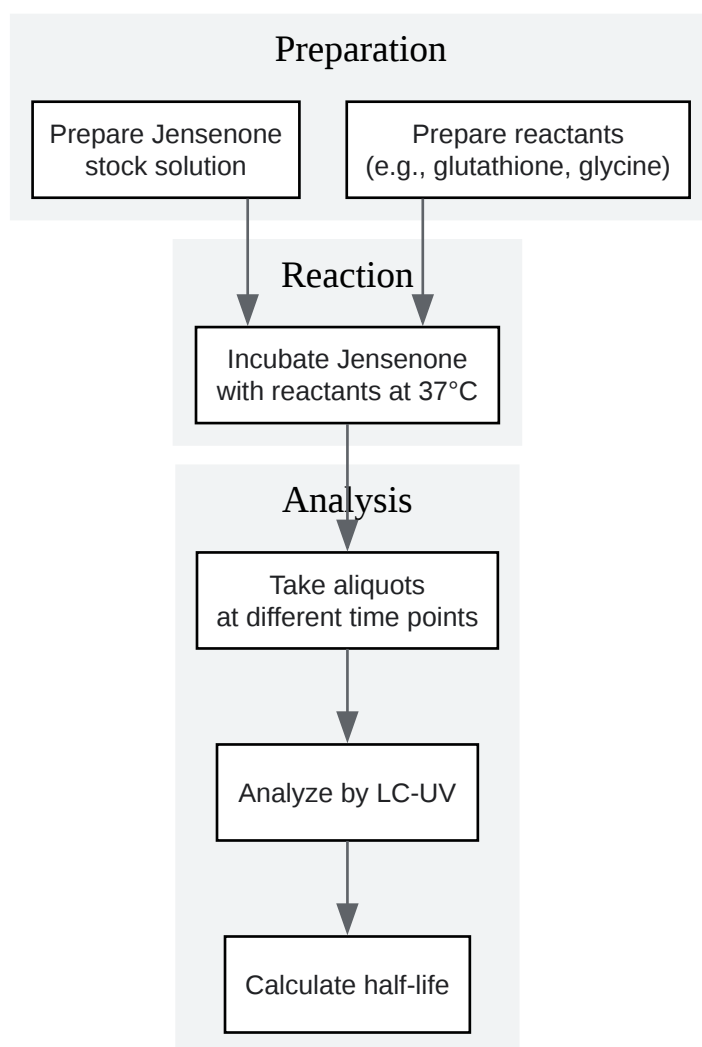 Preparation
Prepare Jensenone
stock solution
Prepare reactants
(e.g., glutathione, glycine)
Reaction
Incubate Jensenone
with reactants at 37°C
Analysis
Take aliquots
at different time points
Analyze by LC-UV
Calculate half-life